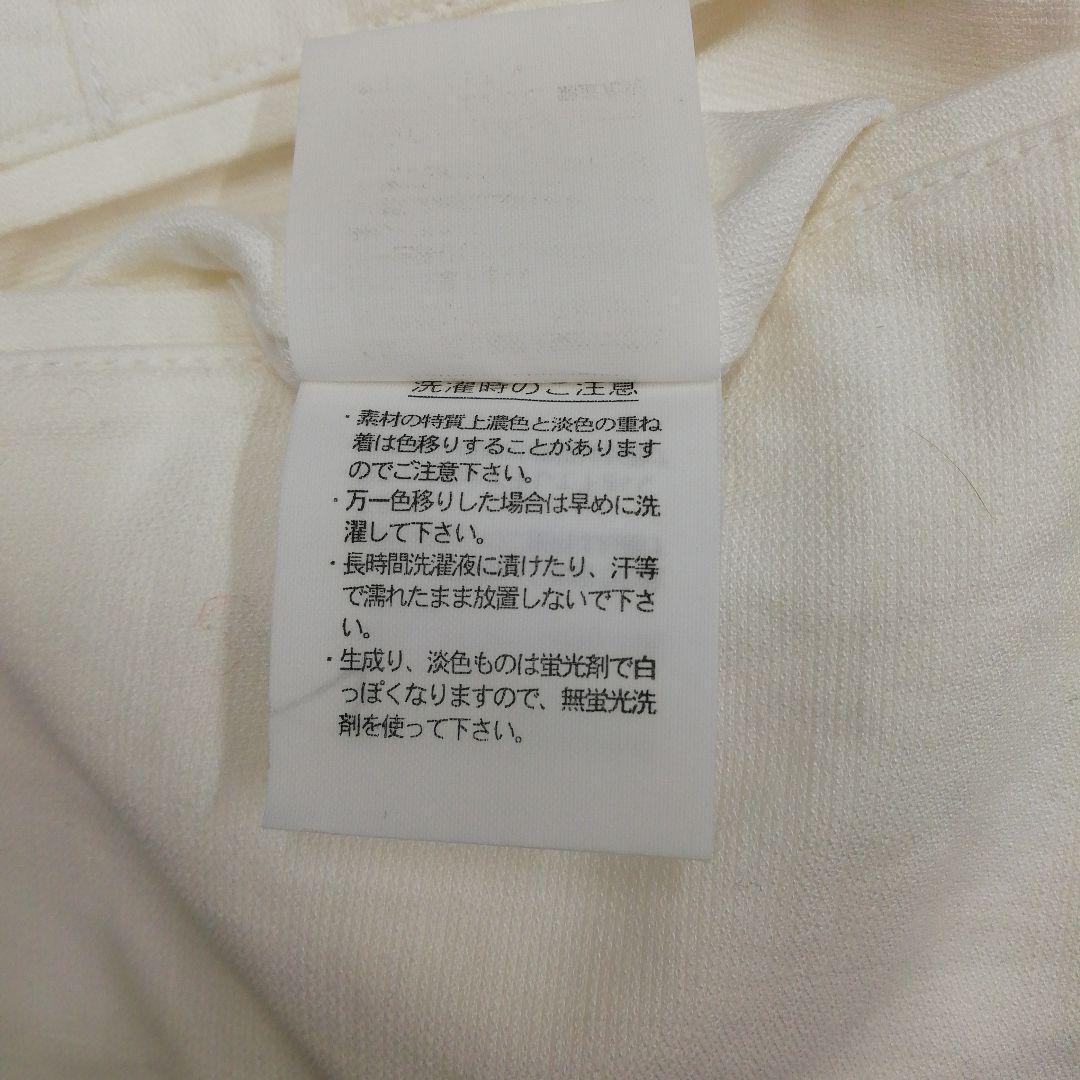 洗濯時のご注意
・素材の特質上濃色と淡色の重ね
着は色移りすることがあります
のでご注意下さい。
・万一色移りした場合は早めに洗
濯して下さい。
・長時間洗濯液に漬けたり、汗等
で濡れたまま放置しないで下さ
い。
・生成り、淡色ものは蛍光剤で白
っぽくなりますので、無蛍光洗
剤を使って下さい。